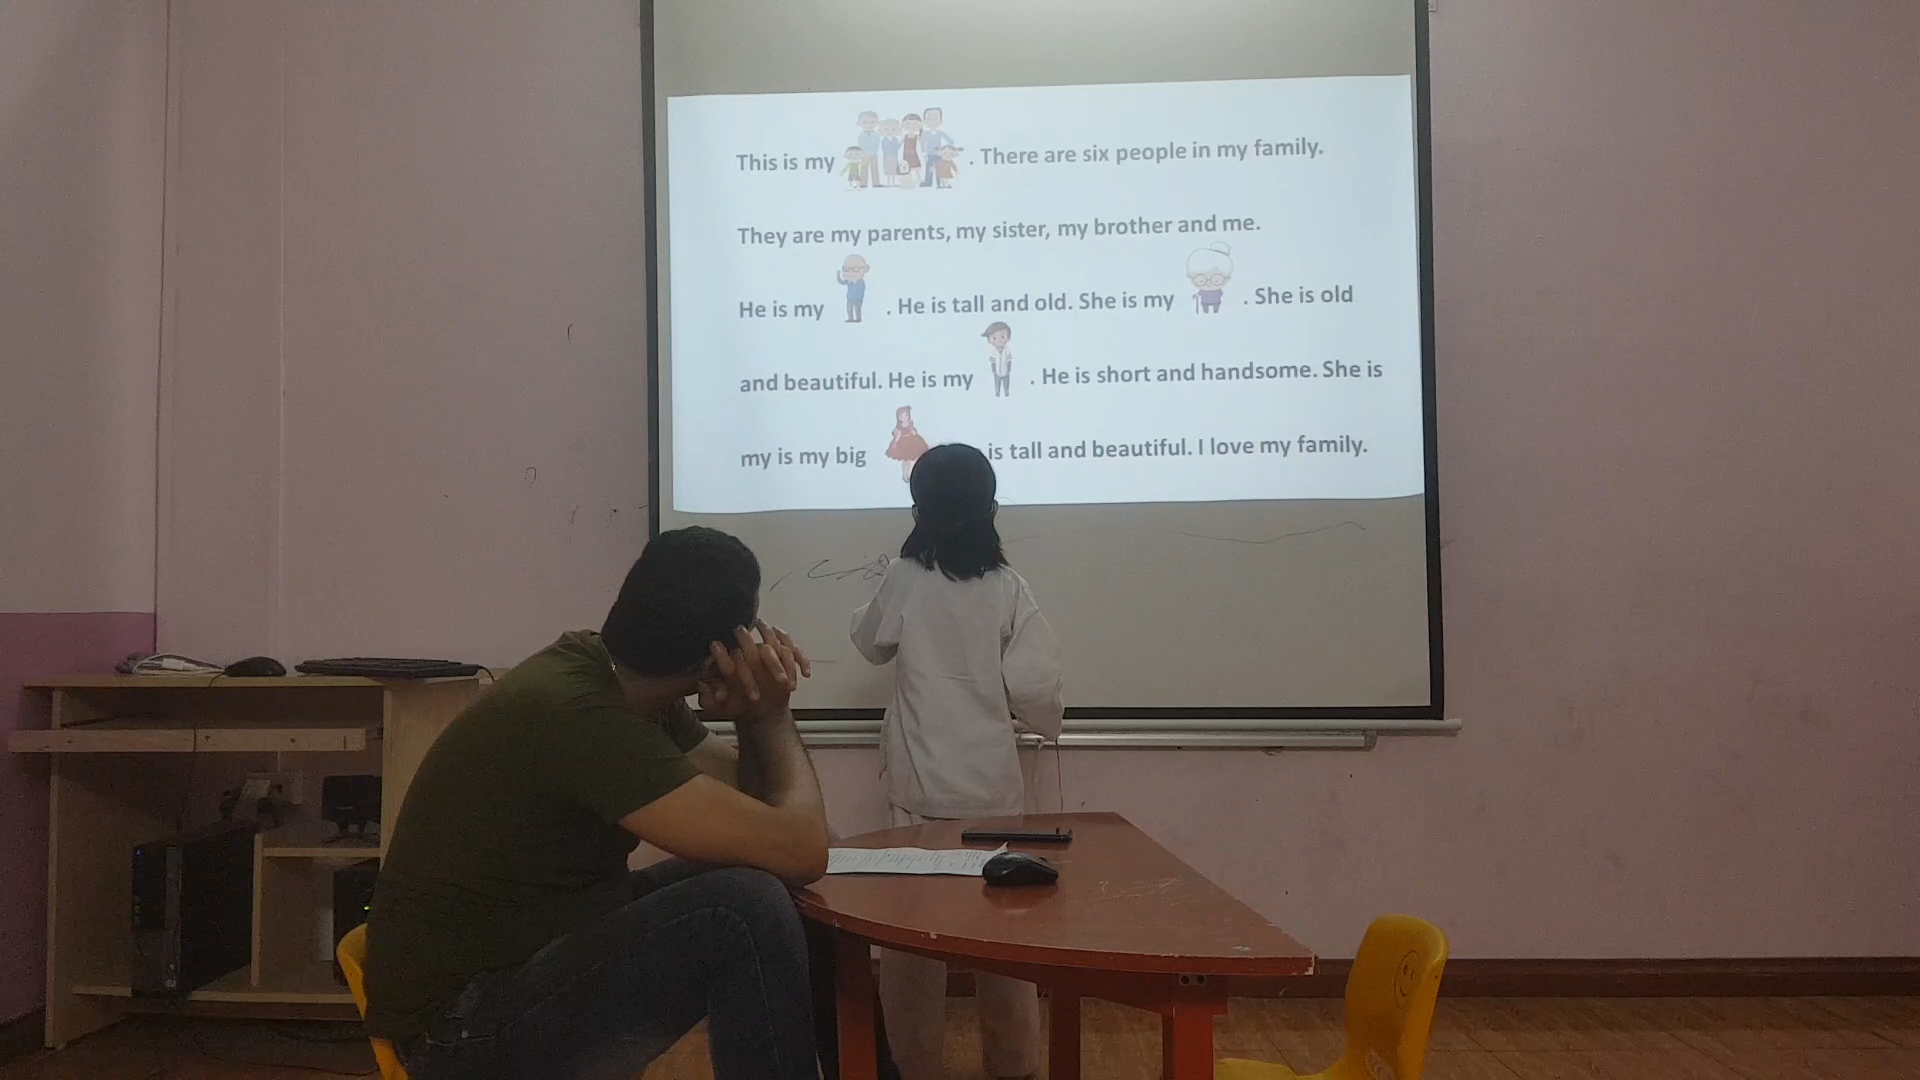 This is my . There are six people in my family.
They are my parents, my sister, my brother and me.
He is my . He is tall and old. She is my . She is old
and beautiful. He is my . He is short and handsome. She is
my is my big is tall and beautiful. I love my family.